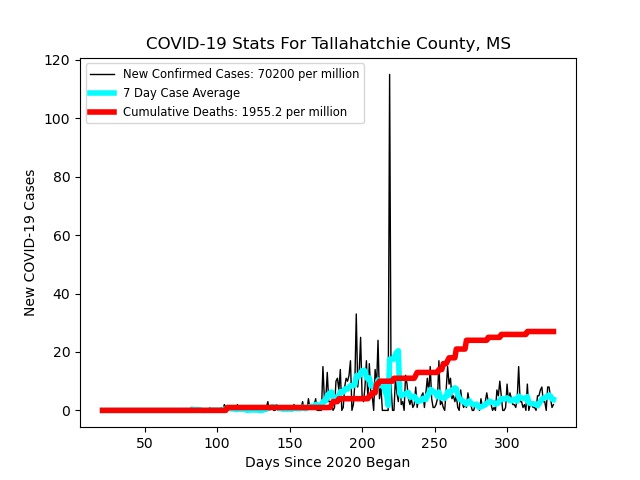 COVID-19 Stats For Tallahatchie County, MS
New Confirmed Cases: 70200 per million
7 Day Case Average
Cumulative Deaths: 1955.2 per million
New COVID-19 Cases
120
100
80
60
40
20
0
50
100
150
200
250
300
Days Since 2020 Began